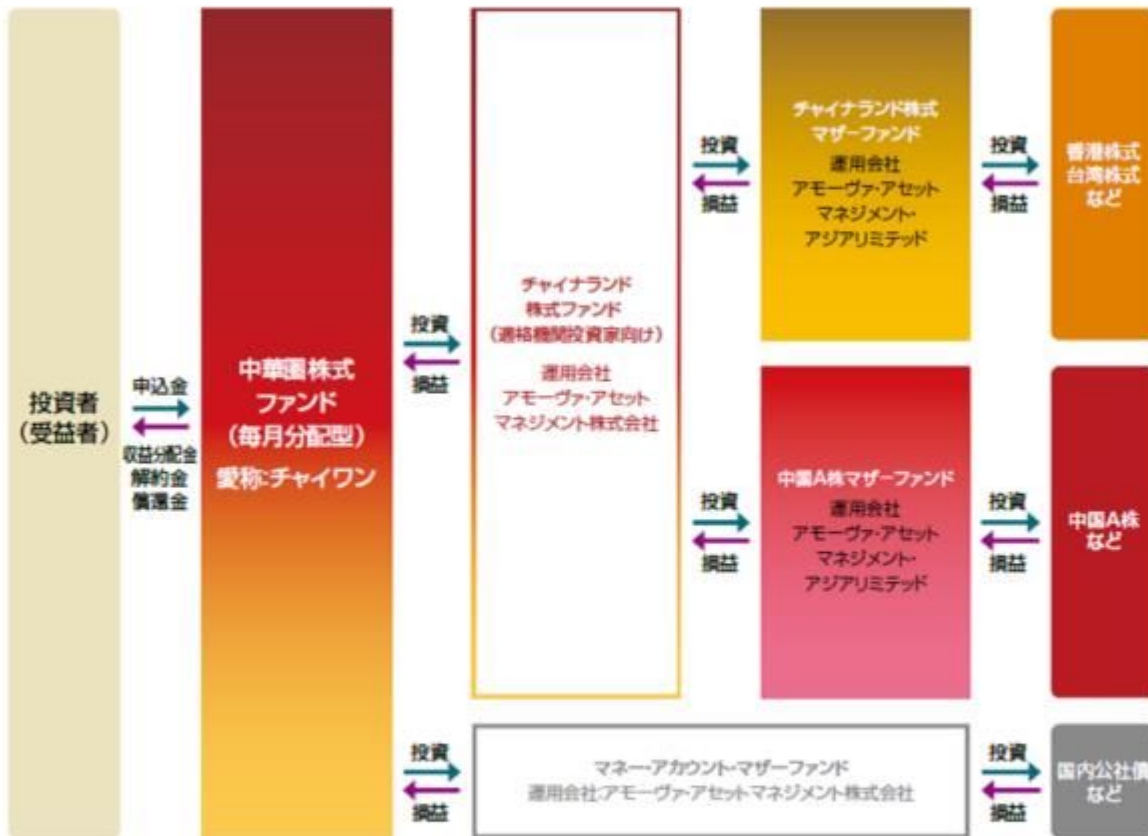 投資者
（受益者）
申込金
収益分配金
解約金
償還金
中華圏株式
ファンド
（毎月分配型）
愛称:チャイワン
投資
損益
チャイナランド
株式ファンド
（適格機関投資家向け）
運用会社
アモーヴァ・アセット
マネジメント株式会社
投資
損益
チャイナランド株式
マザーファンド
運用会社
アモーヴァ・アセット
マネジメント・
アジアリミテッド
投資
損益
香港株式
台湾株式
など
投資
損益
中国A株マザーファンド
運用会社
アモーヴァ・アセット
マネジメント・
アジアリミテッド
投資
損益
中国A株
など
投資
損益
マネー・アカウント・マザーファンド
運用会社:アモーヴァ・アセットマネジメント株式会社
投資
損益
国内公社債
など